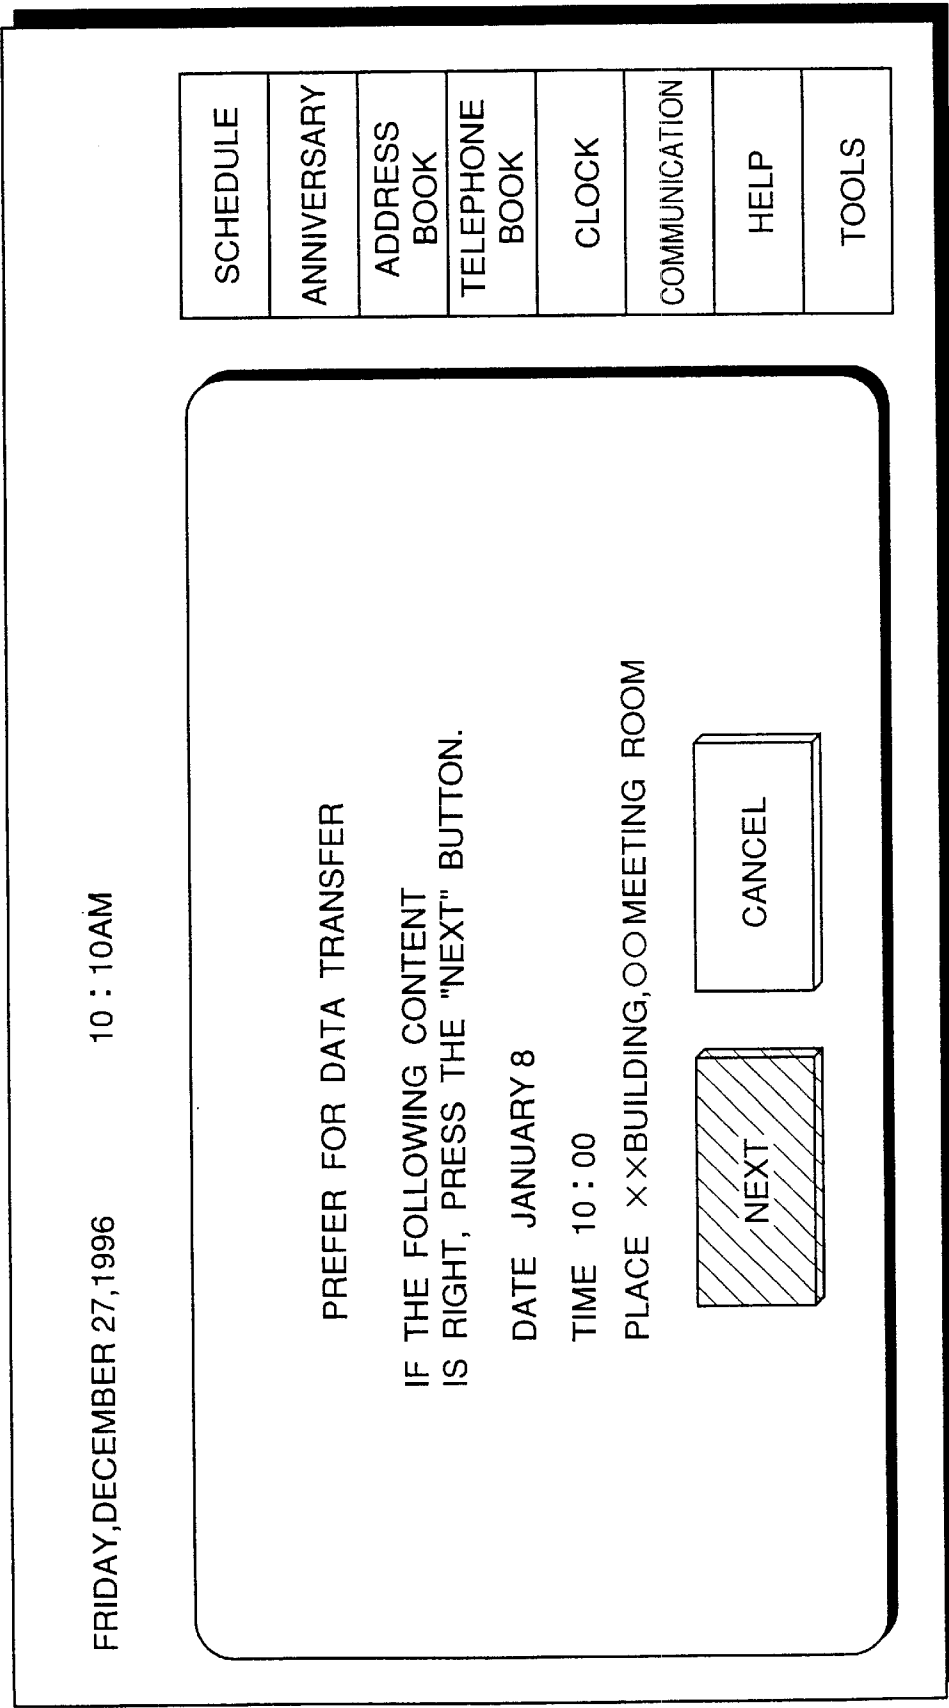 FRIDAY,DECEMBER 27,1996 10 : 10AM
PREFER FOR DATA TRANSFER
IF THE FOLLOWING CONTENT
IS RIGHT, PRESS THE "NEXT" BUTTON.
DATE JANUARY 8
TIME 10 : 00
PLACE ××BUILDING,○○MEETING ROOM
NEXT CANCEL
SCHEDULE
ANNIVERSARY
ADDRESS
BOOK
TELEPHONE
BOOK
CLOCK
COMMUNICATION
HELP
TOOLS